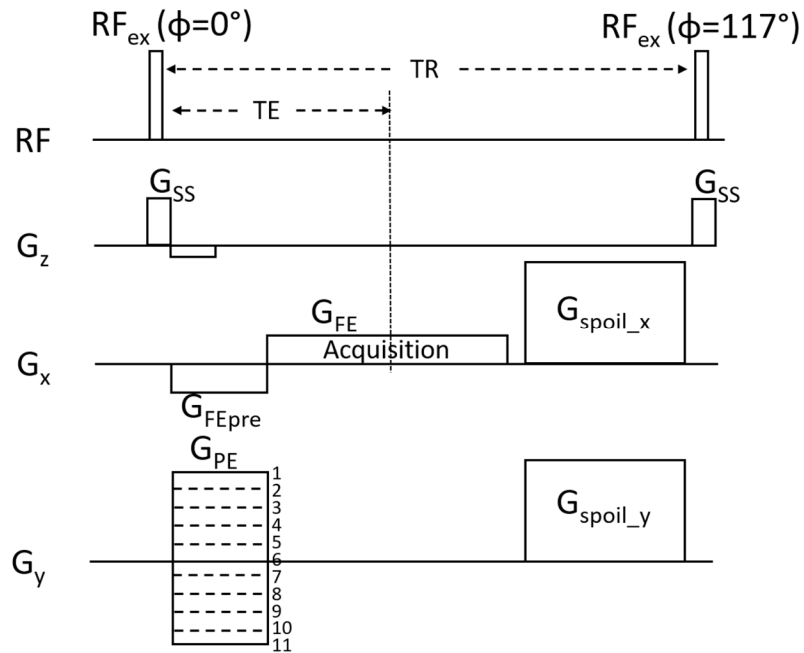 RFex (ϕ=0°)
RFex (ϕ=117°)
TR
TE
RF
GSS
GSS
Gz
GFE
Gspoil_x
Acquisition
Gx
GFEpre
GPE
1
2
3
4
5
6
7
8
9
10
11
Gspoil_y
Gy